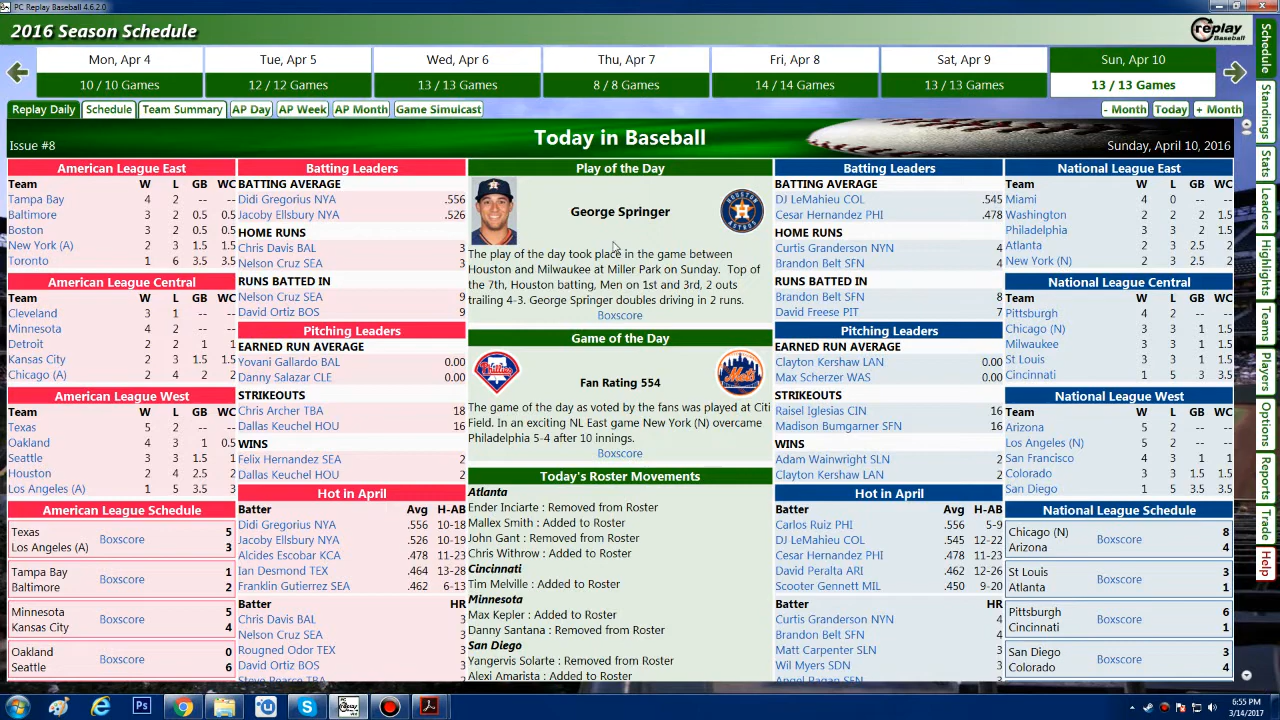 PC Replay Baseball 4.6.2.0
2016 Season Schedule
replay
Baseball
Mon, Apr 4
Tue, Apr 5
Wed, Apr 6
Thu, Apr 7
Fri, Apr 8
Sat, Apr 9
Sun, Apr 10
10 / 10 Games
12 / 12 Games
13 / 13 Games
8 / 8 Games
14 / 14 Games
13 / 13 Games
13 / 13 Games
Replay Daily
Schedule
Team Summary
AP Day
AP Week
AP Month
Game Simulcast
- Month
Today
+ Month
Issue #8
Today in Baseball
Sunday, April 10, 2016
American League East
Team W L GB WC
Tampa Bay 4 2 -- --
Baltimore 3 2 0.5 0.5
Boston 3 2 0.5 0.5
New York (A) 2 3 1.5 1.5
Toronto 1 6 3.5 3.5
American League Central
Team W L GB WC
Cleveland 3 1 -- --
Minnesota 4 2 -- --
Detroit 2 2 1 1
Kansas City 2 3 1.5 1.5
Chicago (A) 2 4 2 2
American League West
Team W L GB WC
Texas 5 2 -- --
Oakland 4 3 1 0.5
Seattle 3 3 1.5 1
Houston 2 4 2.5 2
Los Angeles (A) 1 5 3.5 3
American League Schedule
Texas 5
Los Angeles (A) 3
Boxscore
Tampa Bay 1
Baltimore 2
Boxscore
Minnesota 5
Kansas City 4
Boxscore
Oakland 0
Seattle 6
Boxscore
Batting Leaders
BATTING AVERAGE
Didi Gregorius NYA .556
Jacoby Ellsbury NYA .526
HOME RUNS
Chris Davis BAL 3
Nelson Cruz SEA 3
RUNS BATTED IN
Nelson Cruz SEA 9
David Ortiz BOS 9
Pitching Leaders
EARNED RUN AVERAGE
Yovani Gallardo BAL 0.00
Danny Salazar CLE 0.00
STRIKEOUTS
Chris Archer TBA 18
Dallas Keuchel HOU 16
WINS
Felix Hernandez SEA 2
Dallas Keuchel HOU 2
Hot in April
Batter Avg H-AB
Didi Gregorius NYA .556 10-18
Jacoby Ellsbury NYA .526 10-19
Alcides Escobar KCA .478 11-23
Ian Desmond TEX .464 13-28
Franklin Gutierrez SEA .462 6-13
Batter HR
Chris Davis BAL 3
Nelson Cruz SEA 3
Rougned Odor TEX 3
David Ortiz BOS 3
Steve Pearce TBA 3
Play of the Day
George Springer
HOUSTON
ASTROS
The play of the day took place in the game between
Houston and Milwaukee at Miller Park on Sunday. Top of
the 7th, Houston batting, Men on 1st and 3rd, 2 outs
trailing 4-3. George Springer doubles driving in 2 runs.
Boxscore
Game of the Day
Phillies
Fan Rating 554
Mets
The game of the day as voted by the fans was played at Citi
Field. In an exciting NL East game New York (N) overcame
Philadelphia 5-4 after 10 innings.
Boxscore
Today's Roster Movements
Atlanta
Ender Inciarte : Removed from Roster
Mallex Smith : Added to Roster
John Gant : Removed from Roster
Chris Withrow : Added to Roster
Cincinnati
Tim Melville : Added to Roster
Minnesota
Max Kepler : Added to Roster
Danny Santana : Removed from Roster
San Diego
Yangervis Solarte : Removed from Roster
Alexi Amarista : Added to Roster
Batting Leaders
BATTING AVERAGE
DJ LeMahieu COL .545
Cesar Hernandez PHI .478
HOME RUNS
Curtis Granderson NYN 4
Brandon Belt SFN 4
RUNS BATTED IN
Brandon Belt SFN 8
David Freese PIT 7
Pitching Leaders
EARNED RUN AVERAGE
Clayton Kershaw LAN 0.00
Max Scherzer WAS 0.00
STRIKEOUTS
Raisel Iglesias CIN 16
Madison Bumgarner SFN 16
WINS
Adam Wainwright SLN 2
Clayton Kershaw LAN 2
Hot in April
Batter Avg H-AB
Carlos Ruiz PHI .556 5-9
DJ LeMahieu COL .545 12-22
Cesar Hernandez PHI .478 11-23
David Peralta ARI .462 12-26
Scooter Gennett MIL .450 9-20
Batter HR
Curtis Granderson NYN 4
Brandon Belt SFN 4
Matt Carpenter SLN 3
Wil Myers SDN 3
Angel Pagan SFN 3
National League East
Team W L GB WC
Miami 4 0 -- --
Washington 2 2 2 1.5
Philadelphia 3 3 2 1.5
Atlanta 2 3 2.5 2
New York (N) 2 3 2.5 2
National League Central
Team W L GB WC
Pittsburgh 4 2 -- --
Chicago (N) 3 3 1 1.5
Milwaukee 3 3 1 1.5
St Louis 3 3 1 1.5
Cincinnati 1 5 3 3.5
National League West
Team W L GB WC
Arizona 5 2 -- --
Los Angeles (N) 5 2 -- --
San Francisco 4 3 1 1
Colorado 3 3 1.5 1.5
San Diego 1 5 3.5 3.5
National League Schedule
Chicago (N) 8
Arizona 4
Boxscore
St Louis 3
Atlanta 1
Boxscore
Pittsburgh 6
Cincinnati 1
Boxscore
San Diego 3
Colorado 4
Boxscore
Schedule
Standings
Stats
Leaders
Highlights
Teams
Players
Options
Reports
Trade
Help
Ps
6:55 PM
3/14/2017